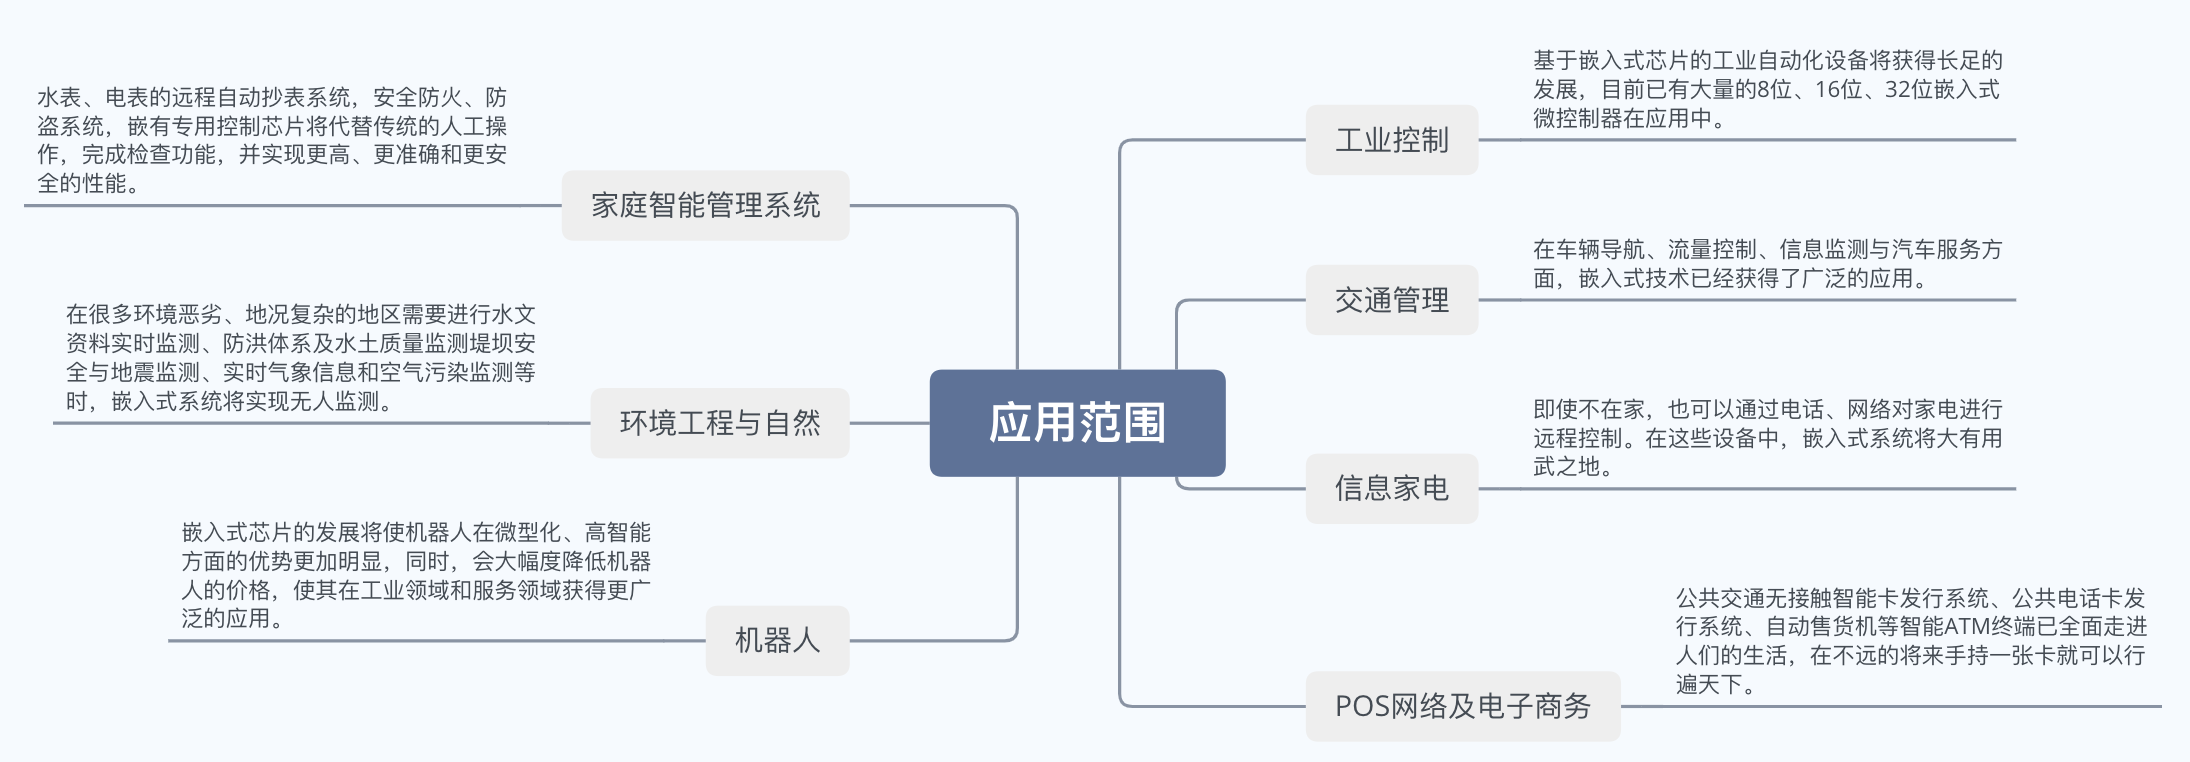 应用范围
工业控制
基于嵌入式芯片的工业自动化设备将获得长足的
发展，目前已有大量的8位、16位、32位嵌入式
微控制器在应用中。
交通管理
在车辆导航、流量控制、信息监测与汽车服务方
面，嵌入式技术已经获得了广泛的应用。
信息家电
即使不在家，也可以通过电话、网络对家电进行
远程控制。在这些设备中，嵌入式系统将大有用
武之地。
POS网络及电子商务
公共交通无接触智能卡发行系统、公共电话卡发
行系统、自动售货机等智能ATM终端已全面走进
人们的生活，在不远的将来手持一张卡就可以行
遍天下。
家庭智能管理系统
水表、电表的远程自动抄表系统，安全防火、防
盗系统，嵌有专用控制芯片将代替传统的人工操
作，完成检查功能，并实现更高、更准确和更安
全的性能。
环境工程与自然
在很多环境恶劣、地况复杂的地区需要进行水文
资料实时监测、防洪体系及水土质量监测堤坝安
全与地震监测、实时气象信息和空气污染监测等
时，嵌入式系统将实现无人监测。
机器人
嵌入式芯片的发展将使机器人在微型化、高智能
方面的优势更加明显，同时，会大幅度降低机器
人的价格，使其在工业领域和服务领域获得更广
泛的应用。